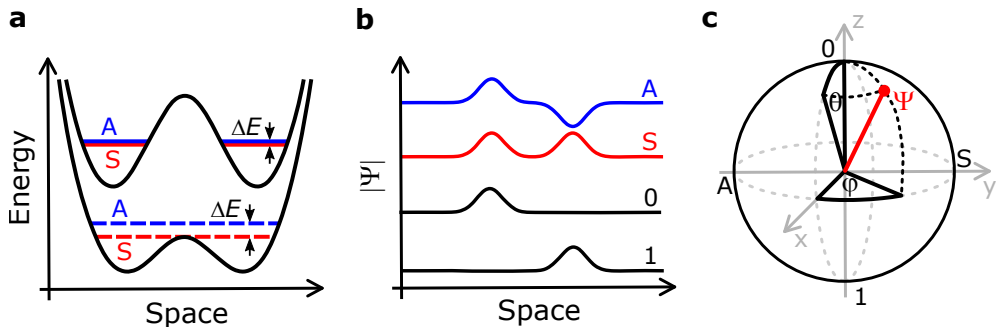 a
Energy
A
S
ΔE
A
S
ΔE
Space
b
|Ψ|
A
S
0
1
Space
c
z
0
θ
Ψ
S
A
φ
y
x
1